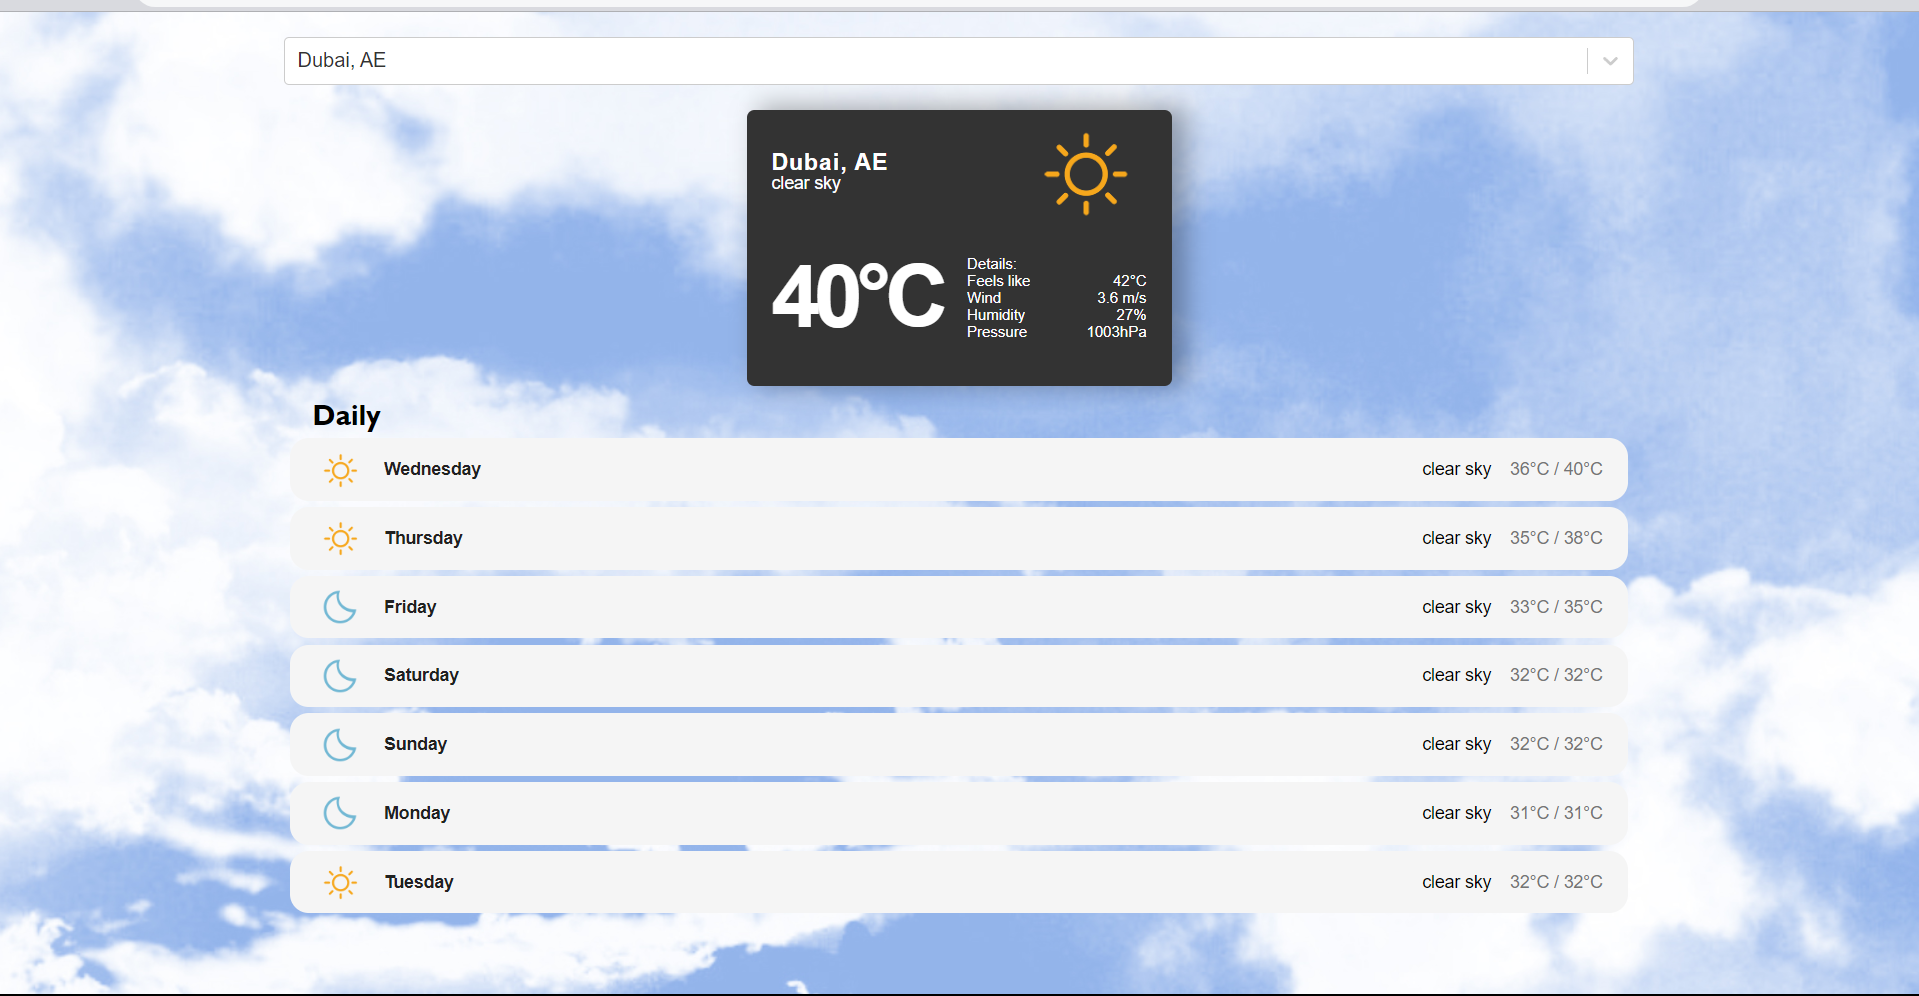 Dubai, AE
Dubai, AE
clear sky
40°C
Details:
Feels like 42°C
Wind 3.6 m/s
Humidity 27%
Pressure 1003hPa
Daily
Wednesday clear sky 36°C / 40°C
Thursday clear sky 35°C / 38°C
Friday clear sky 33°C / 35°C
Saturday clear sky 32°C / 32°C
Sunday clear sky 32°C / 32°C
Monday clear sky 31°C / 31°C
Tuesday clear sky 32°C / 32°C